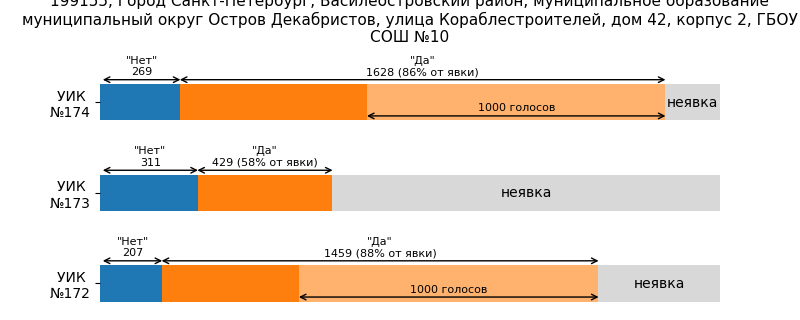 199155, Город Санкт-Петербург, Василеостровский район, муниципальное образование
муниципальный округ Остров Декабристов, улица Кораблестроителей, дом 42, корпус 2, ГБОУ
СОШ №10
"Нет"
269
"Да"
1628 (86% от явки)
УИК
№174
1000 голосов
неявка
"Нет"
311
"Да"
429 (58% от явки)
УИК
№173
неявка
"Нет"
207
"Да"
1459 (88% от явки)
УИК
№172
1000 голосов
неявка